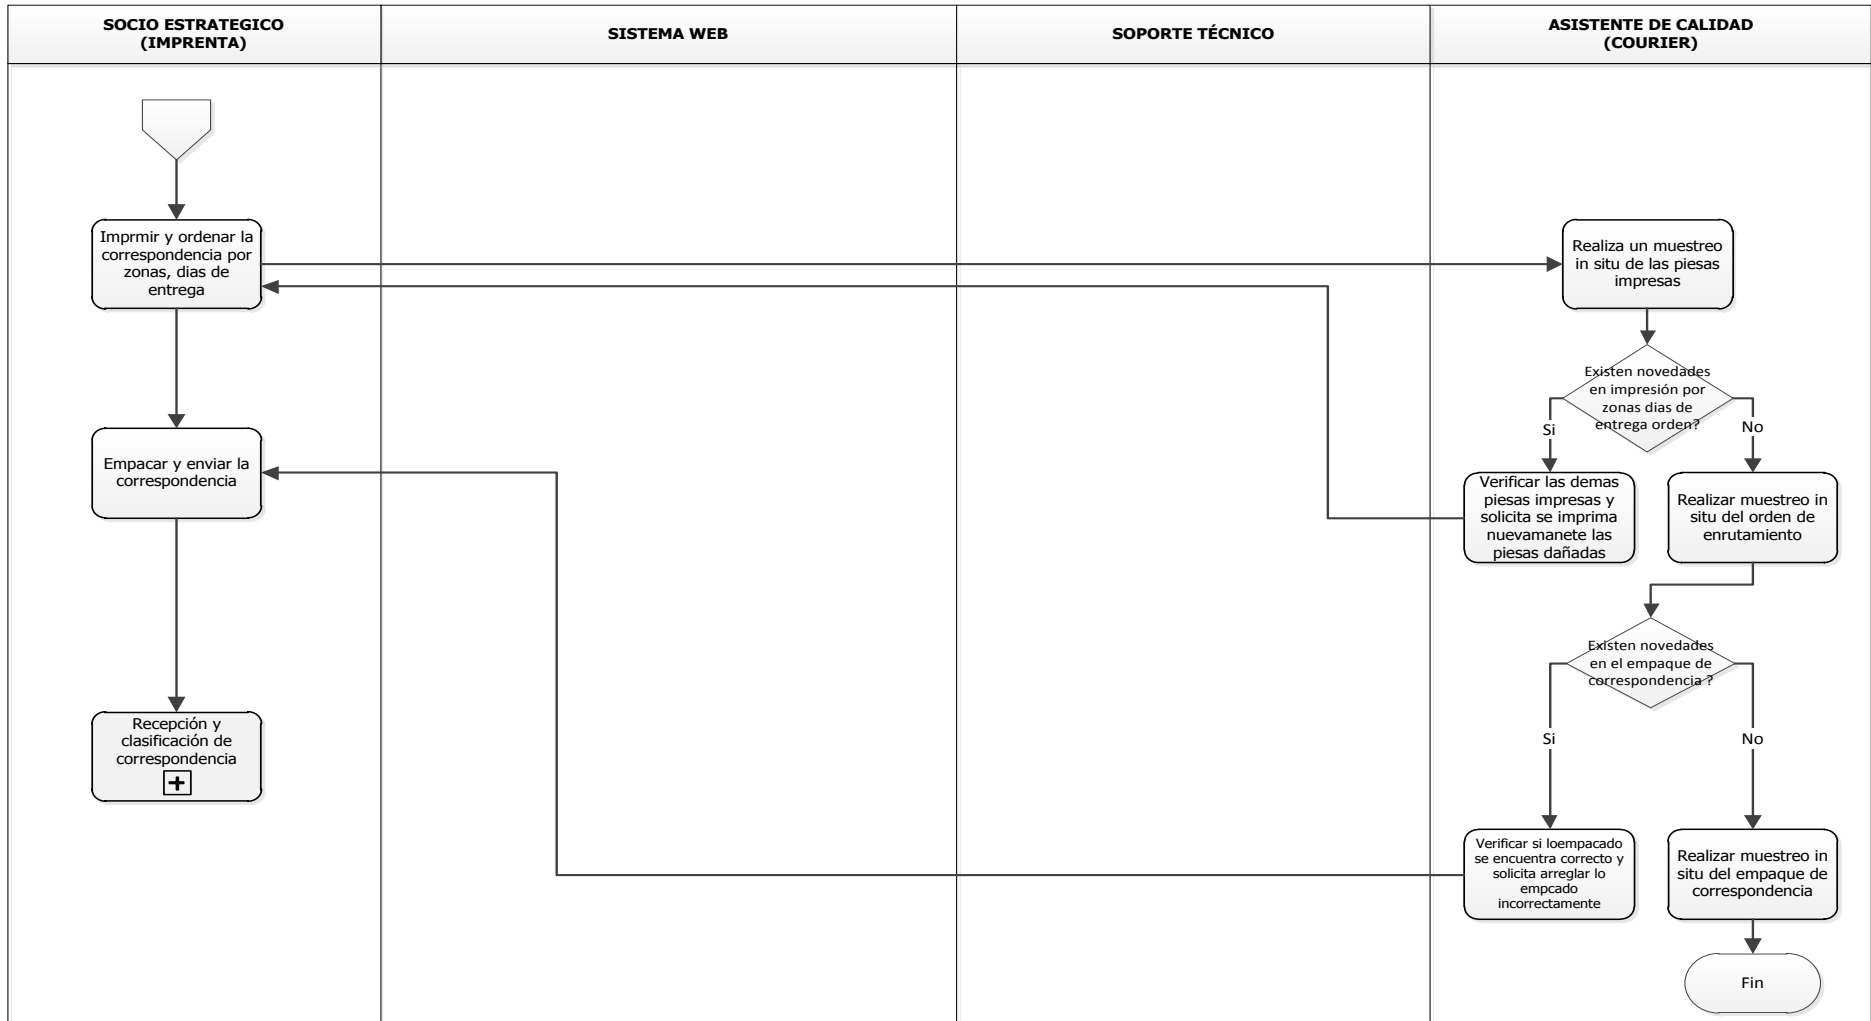 SOCIO ESTRATEGICO
(IMPRENTA)
SISTEMA WEB
SOPORTE TÉCNICO
ASISTENTE DE CALIDAD
(COURIER)
Imprmir y ordenar la
correspondencia por
zonas, dias de
entrega
Realiza un muestreo
in situ de las piesas
impresas
Existen novedades
en impresión por
zonas dias de
entrega orden?
Si
No
Empacar y enviar la
correspondencia
Verificar las demas
piesas impresas y
solicita se imprima
nuevamanete las
piesas dañadas
Realizar muestreo in
situ del orden de
enrutamiento
Existen novedades
en el empaque de
correspondencia ?
Recepción y
clasificación de
correspondencia
Si
No
Verificar si loempacado
se encuentra correcto y
solicita arreglar lo
empcado
incorrectamente
Realizar muestreo in
situ del empaque de
correspondencia
Fin